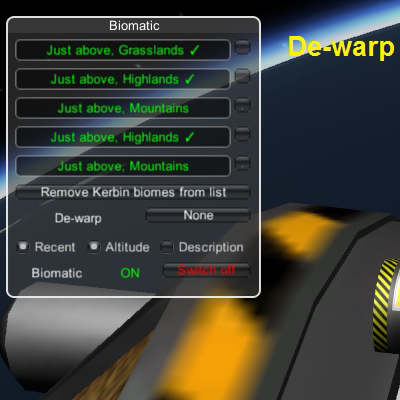 Biomatic
De-warp
Just above, Grasslands ✓
Just above, Highlands ✓
Just above, Mountains
Just above, Highlands ✓
Just above, Mountains
Remove Kerbin biomes from list
De-warp None
Recent Altitude Description
Biomatic ON Switch off